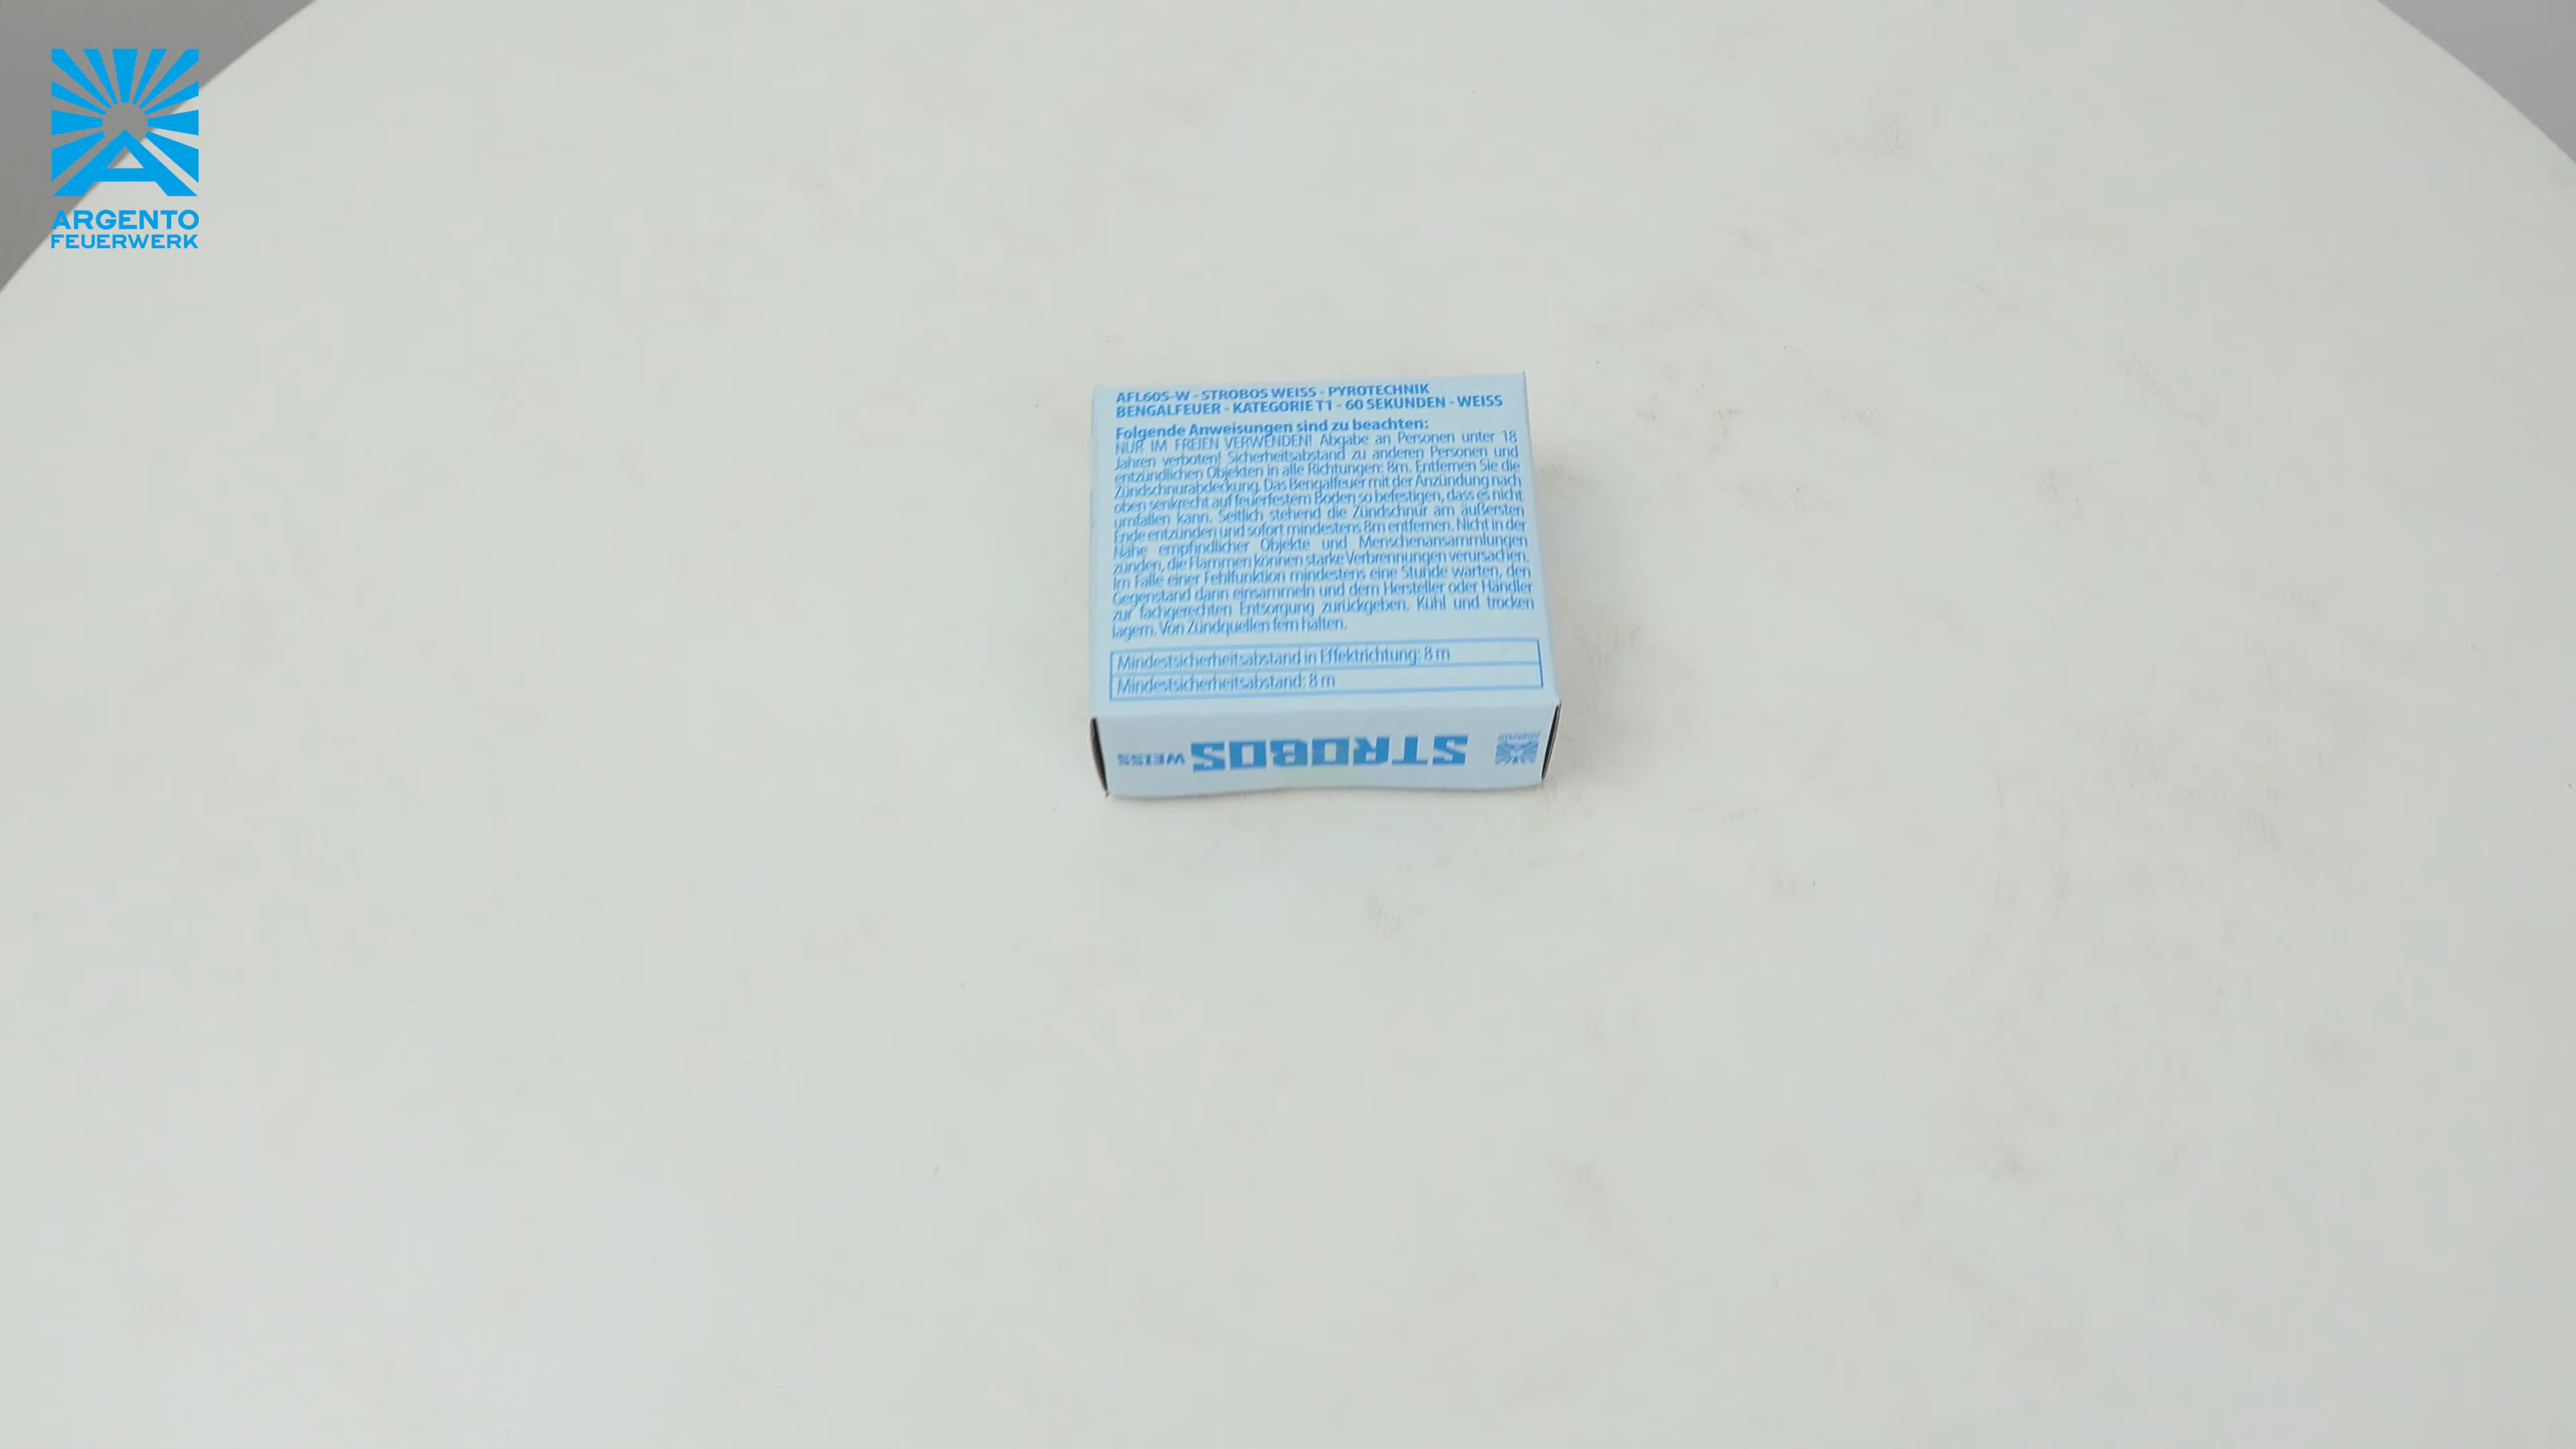 ARGENTO
FEUERWERK
AFL60S-W - STROBOS WEISS - PYROTECHNIK
BENGALFEUER - KATEGORIE T1 - 60 SEKUNDEN - WEISS
Folgende Anweisungen sind zu beachten:
NUR IM FREIEN VERWENDEN! Abgabe an Personen unter 18
Jahren verboten! Sicherheitsabstand zu anderen Personen und
entzündlichen Objekten in alle Richtungen: 8m. Entfernen Sie die
Zündschnurabdeckung. Das Bengalfeuer mit der Anzündung nach
oben senkrecht auf feuerfestem Boden so befestigen, dass es nicht
umfallen kann. Seitlich stehend die Zündschnur am äußersten
Ende entzünden und sofort mindestens 8m entfernen. Nicht in der
Nähe empfindlicher Objekte und Menschenansammlungen
zünden, die Flammen können starke Verbrennungen verursachen.
Im Falle einer Fehlfunktion mindestens eine Stunde warten, den
Gegenstand dann einsammeln und dem Hersteller oder Händler
zur fachgerechten Entsorgung zurückgeben. Kühl und trocken
lagern. Von Zündquellen fern halten.
Mindestsicherheitsabstand in Effektrichtung: 8 m
Mindestsicherheitsabstand: 8 m
STROBOS WEISS